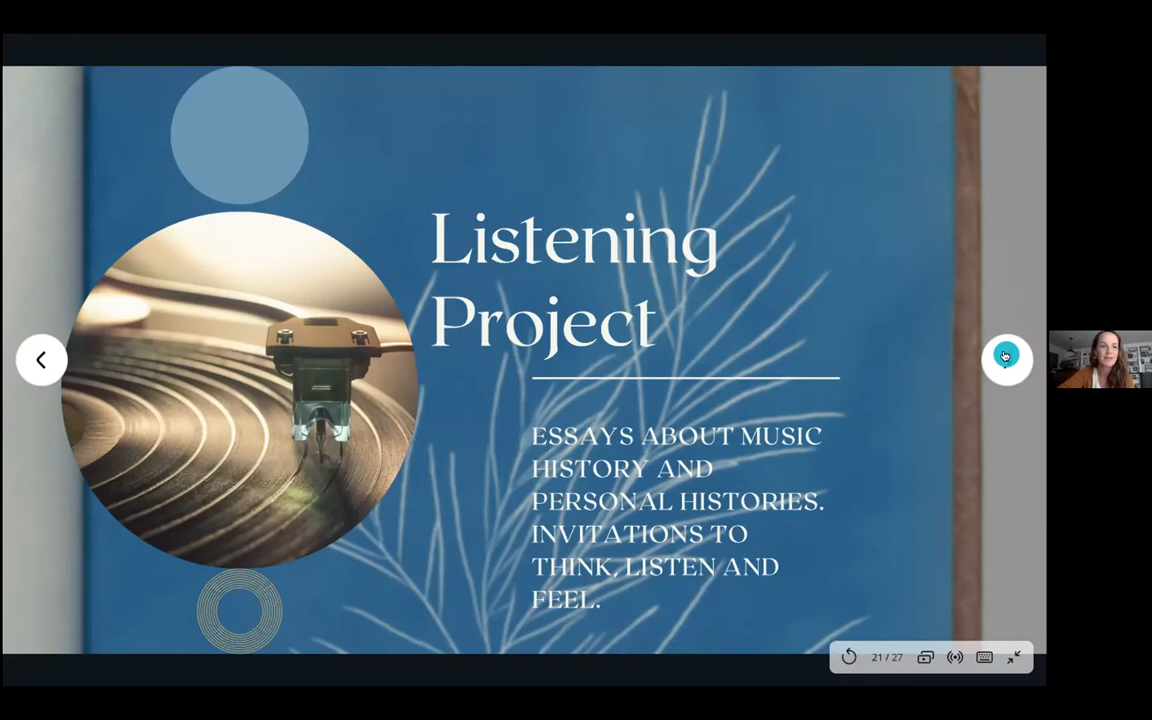 Listening
Project
ESSAYS ABOUT MUSIC
HISTORY AND
PERSONAL HISTORIES.
INVITATIONS TO
THINK, LISTEN AND
FEEL.
21 / 27